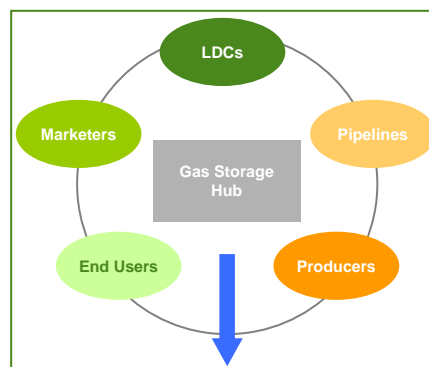 LDCs
Marketers
Pipelines
Gas Storage
Hub
End Users
Producers